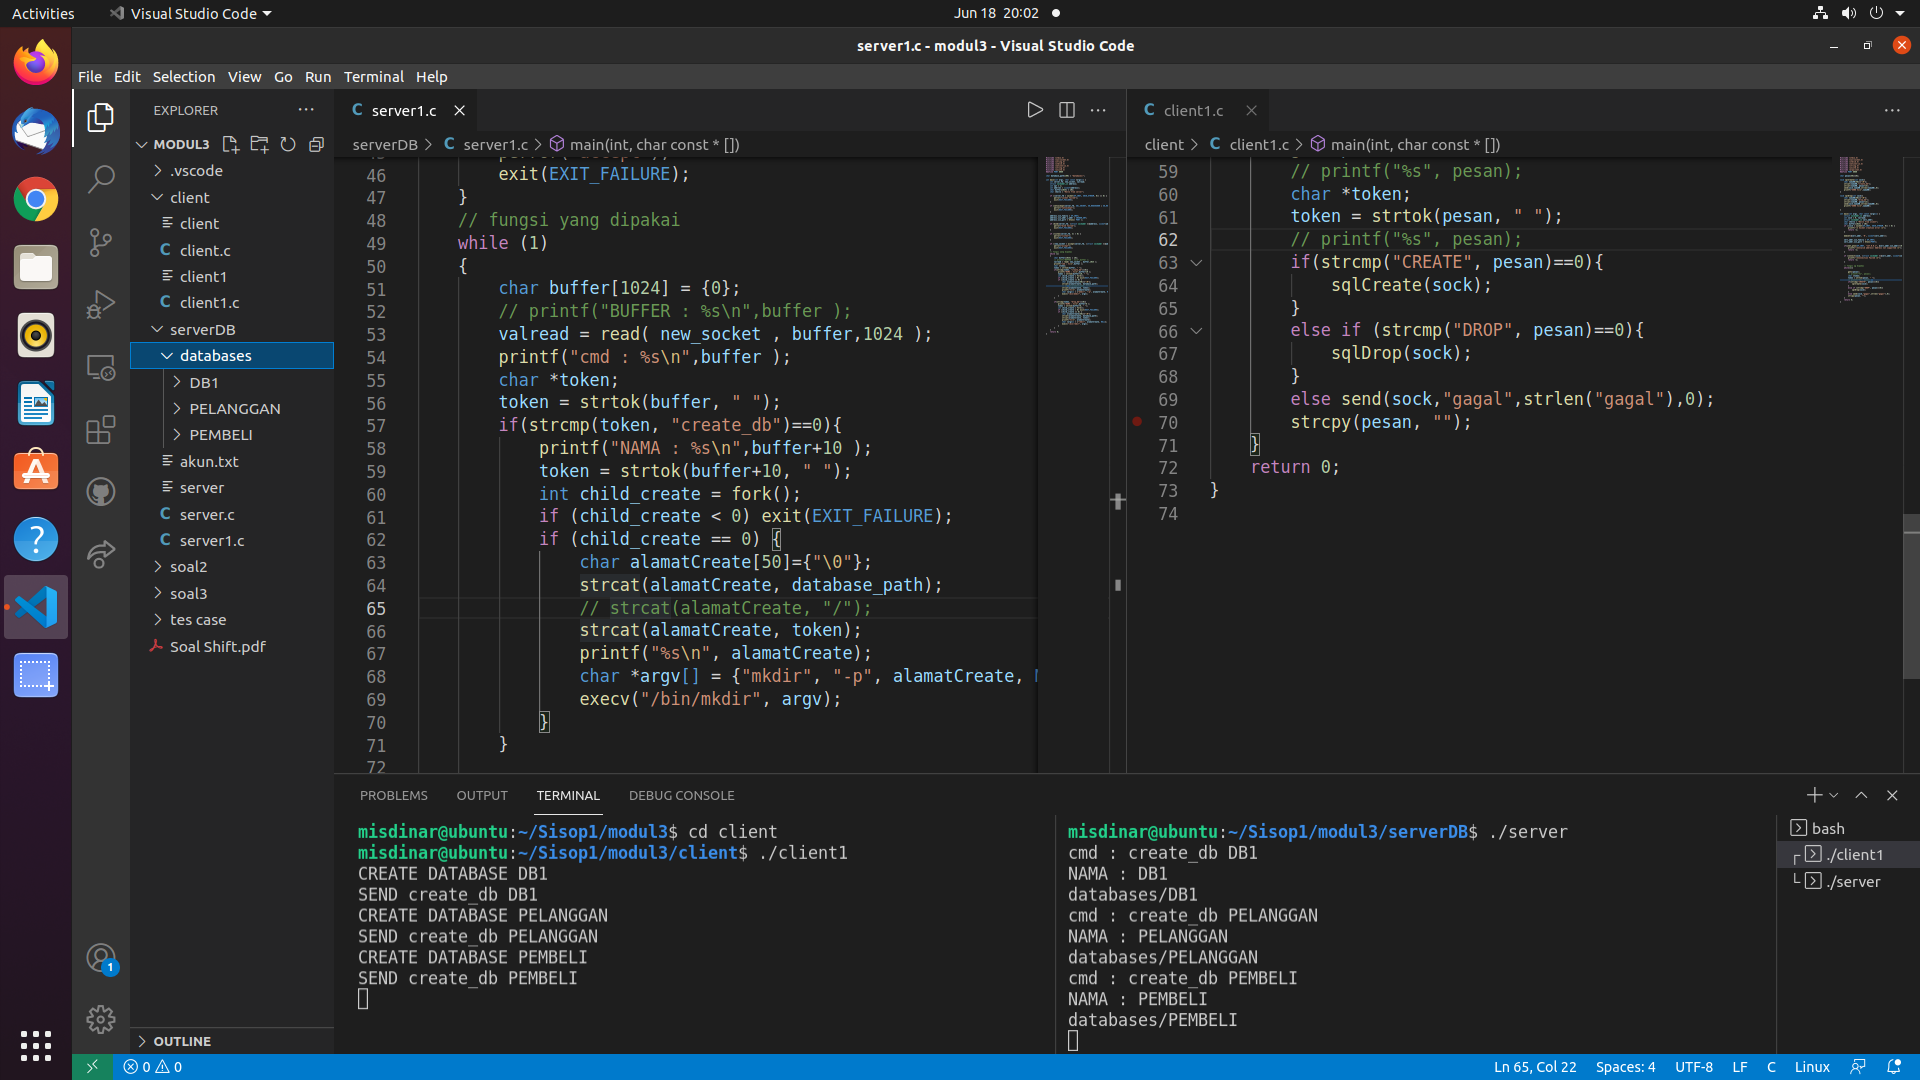 Activities
Visual Studio Code
Jun 18 20:02
server1.c - modul3 - Visual Studio Code
File Edit Selection View Go Run Terminal Help
EXPLORER
MODUL3
.vscode
client
client
client.c
client1
client1.c
serverDB
databases
DB1
PELANGGAN
PEMBELI
akun.txt
server
server.c
server1.c
soal2
soal3
tes case
Soal Shift.pdf
OUTLINE
server1.c
serverDB > server1.c > main(int, char const * [])
46 exit(EXIT_FAILURE);
47 }
48 // fungsi yang dipakai
49 while (1)
50 {
51 char buffer[1024] = {0};
52 // printf("BUFFER : %s\n",buffer );
53 valread = read( new_socket , buffer,1024 );
54 printf("cmd : %s\n",buffer );
55 char *token;
56 token = strtok(buffer, " ");
57 if(strcmp(token, "create_db")==0){
58 printf("NAMA : %s\n",buffer+10 );
59 token = strtok(buffer+10, " ");
60 int child_create = fork();
61 if (child_create < 0) exit(EXIT_FAILURE);
62 if (child_create == 0) {
63 char alamatCreate[50]={"\0"};
64 strcat(alamatCreate, database_path);
65 // strcat(alamatCreate, "/");
66 strcat(alamatCreate, token);
67 printf("%s\n", alamatCreate);
68 char *argv[] = {"mkdir", "-p", alamatCreate,
69 execv("/bin/mkdir", argv);
70 }
71 }
72
client1.c
client > client1.c > main(int, char const * [])
59 // printf("%s", pesan);
60 char *token;
61 token = strtok(pesan, " ");
62 // printf("%s", pesan);
63 if(strcmp("CREATE", pesan)==0){
64 sqlCreate(sock);
65 }
66 else if (strcmp("DROP", pesan)==0){
67 sqlDrop(sock);
68 }
69 else send(sock,"gagal",strlen("gagal"),0);
70 strcpy(pesan, "");
71 }
72 return 0;
73 }
74
PROBLEMS OUTPUT TERMINAL DEBUG CONSOLE
misdinar@ubuntu:~/Sisop1/modul3$ cd client
misdinar@ubuntu:~/Sisop1/modul3/client$ ./client1
CREATE DATABASE DB1
SEND create_db DB1
CREATE DATABASE PELANGGAN
SEND create_db PELANGGAN
CREATE DATABASE PEMBELI
SEND create_db PEMBELI
misdinar@ubuntu:~/Sisop1/modul3/serverDB$ ./server
cmd : create_db DB1
NAMA : DB1
databases/DB1
cmd : create_db PELANGGAN
NAMA : PELANGGAN
databases/PELANGGAN
cmd : create_db PEMBELI
NAMA : PEMBELI
databases/PEMBELI
bash
./client1
./server
1
0 0
Ln 65, Col 22 Spaces: 4 UTF-8 LF C Linux